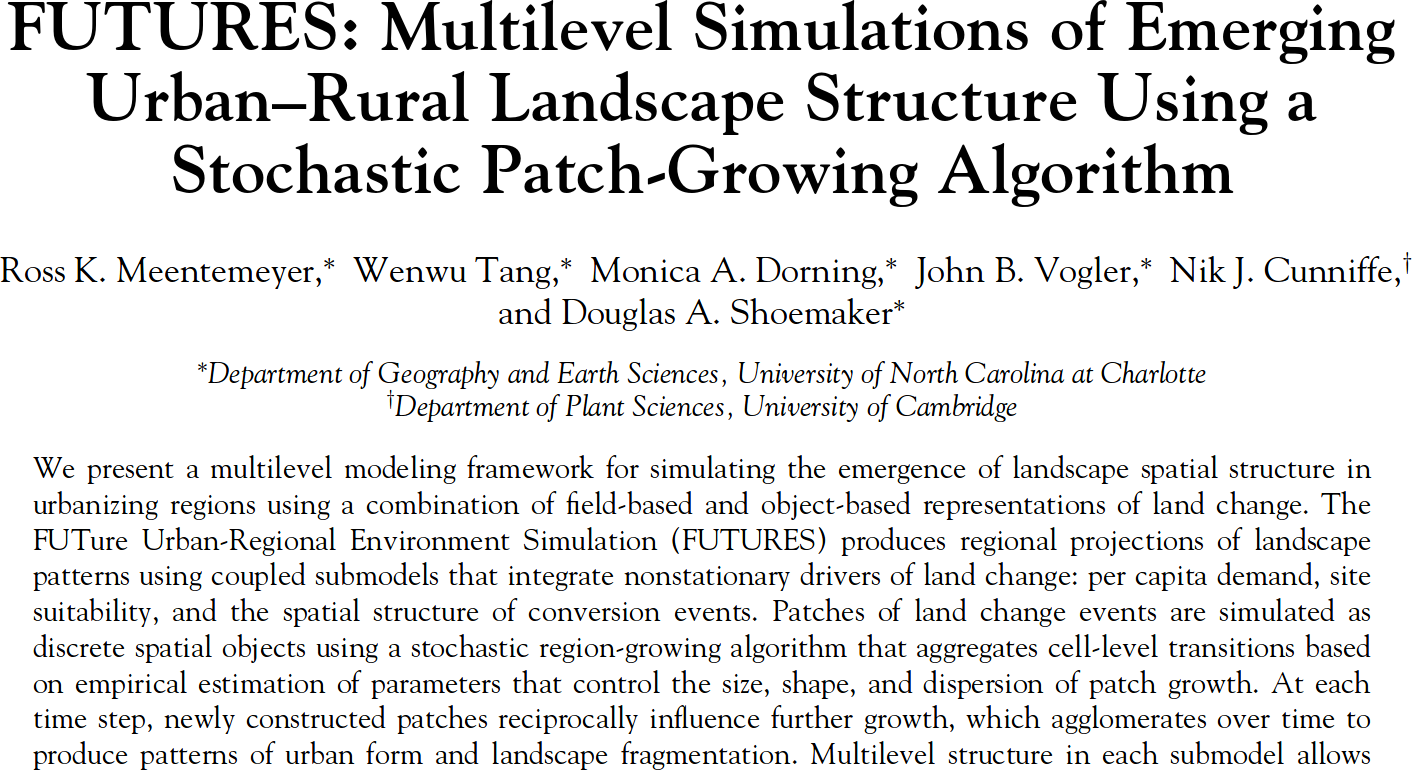 FUTURES: Multilevel Simulations of Emerging
Urban–Rural Landscape Structure Using a
Stochastic Patch-Growing Algorithm
Ross K. Meentemeyer,* Wenwu Tang,* Monica A. Dorning,* John B. Vogler,* Nik J. Cunniffe,†
and Douglas A. Shoemaker*
*Department of Geography and Earth Sciences, University of North Carolina at Charlotte
†Department of Plant Sciences, University of Cambridge
We present a multilevel modeling framework for simulating the emergence of landscape spatial structure in
urbanizing regions using a combination of field-based and object-based representations of land change. The
FUTure Urban-Regional Environment Simulation (FUTURES) produces regional projections of landscape
patterns using coupled submodels that integrate nonstationary drivers of land change: per capita demand, site
suitability, and the spatial structure of conversion events. Patches of land change events are simulated as
discrete spatial objects using a stochastic region-growing algorithm that aggregates cell-level transitions based
on empirical estimation of parameters that control the size, shape, and dispersion of patch growth. At each
time step, newly constructed patches reciprocally influence further growth, which agglomerates over time to
produce patterns of urban form and landscape fragmentation. Multilevel structure in each submodel allows